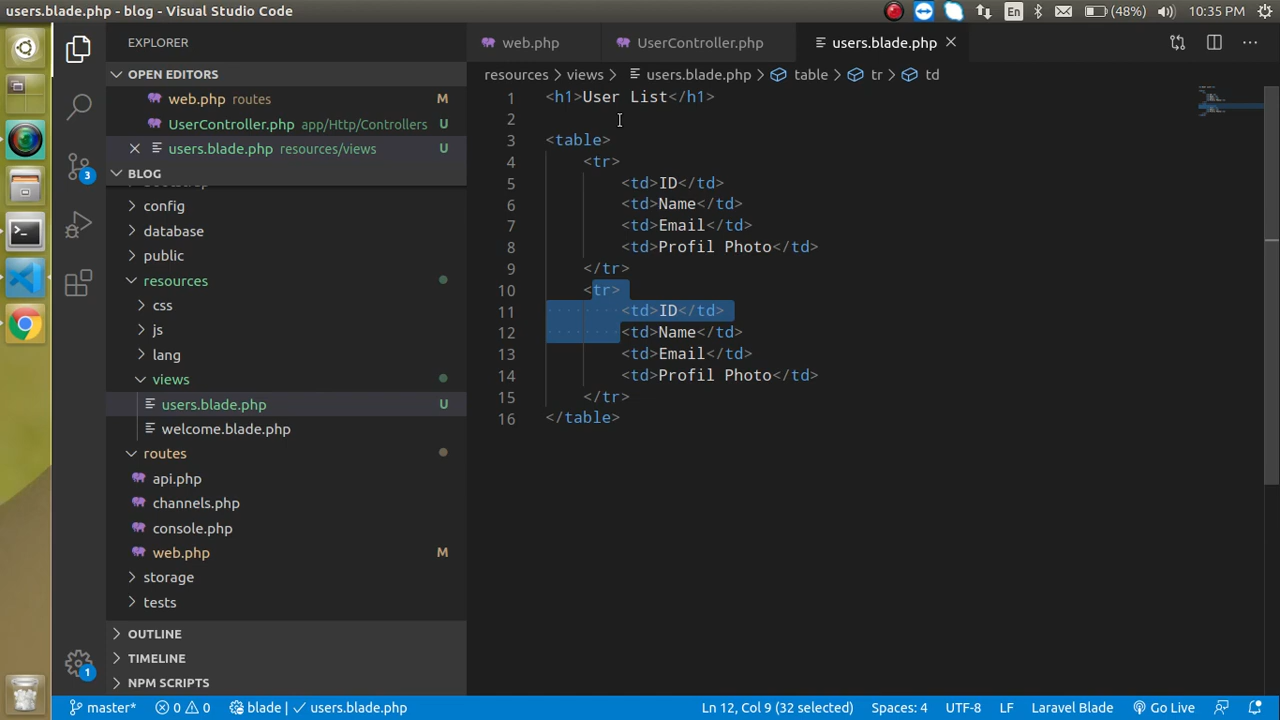 users.blade.php - blog - Visual Studio Code
En
(48%)
10:35 PM
EXPLORER
OPEN EDITORS
web.php routes M
UserController.php app/Http/Controllers U
users.blade.php resources/views U
BLOG
config
database
public
resources
css
js
lang
views
users.blade.php U
welcome.blade.php
routes
api.php
channels.php
console.php
web.php M
storage
tests
OUTLINE
TIMELINE
NPM SCRIPTS
3
1
web.php
UserController.php
users.blade.php
resources > views > users.blade.php > table > tr > td
1 <h1>User List</h1>
2
3 <table>
4 <tr>
5 <td>ID</td>
6 <td>Name</td>
7 <td>Email</td>
8 <td>Profil Photo</td>
9 </tr>
10 <tr>
11 <td>ID</td>
12 <td>Name</td>
13 <td>Email</td>
14 <td>Profil Photo</td>
15 </tr>
16 </table>
master* 0 0 blade | ✓ users.blade.php Ln 12, Col 9 (32 selected) Spaces: 4 UTF-8 LF Laravel Blade Go Live